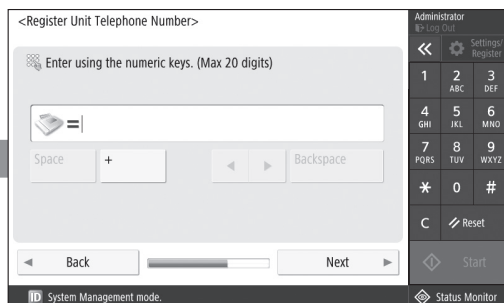 <Register Unit Telephone Number>
Enter using the numeric keys. (Max 20 digits)
=
Space
+
◀
▶
Backspace
◀ Back
Next ▶
ID System Management mode.
Administrator
Log Out
Settings/
Register
1
2
ABC
3
DEF
4
GHI
5
JKL
6
MNO
7
PQRS
8
TUV
9
WXYZ
*
0
#
C
Reset
Start
Status Monitor